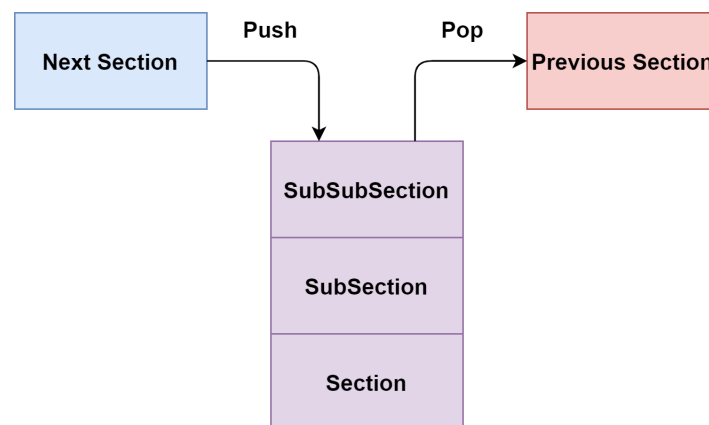 Push
Pop
Next Section
Previous Section
SubSubSection
SubSection
Section